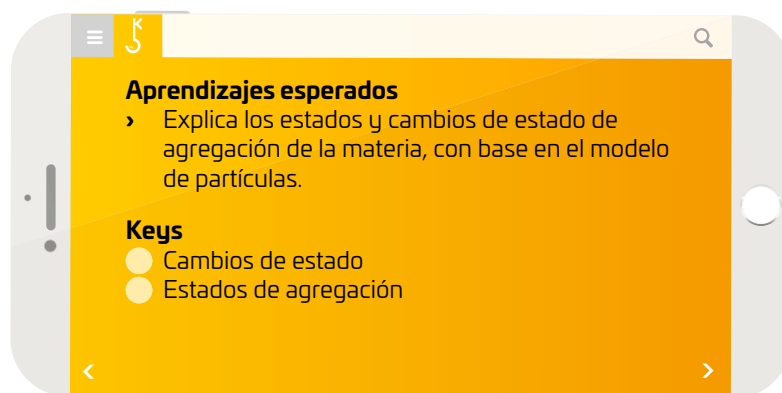 Aprendizajes esperados
› Explica los estados y cambios de estado de
agregación de la materia, con base en el modelo
de partículas.
Keys
Cambios de estado
Estados de agregación